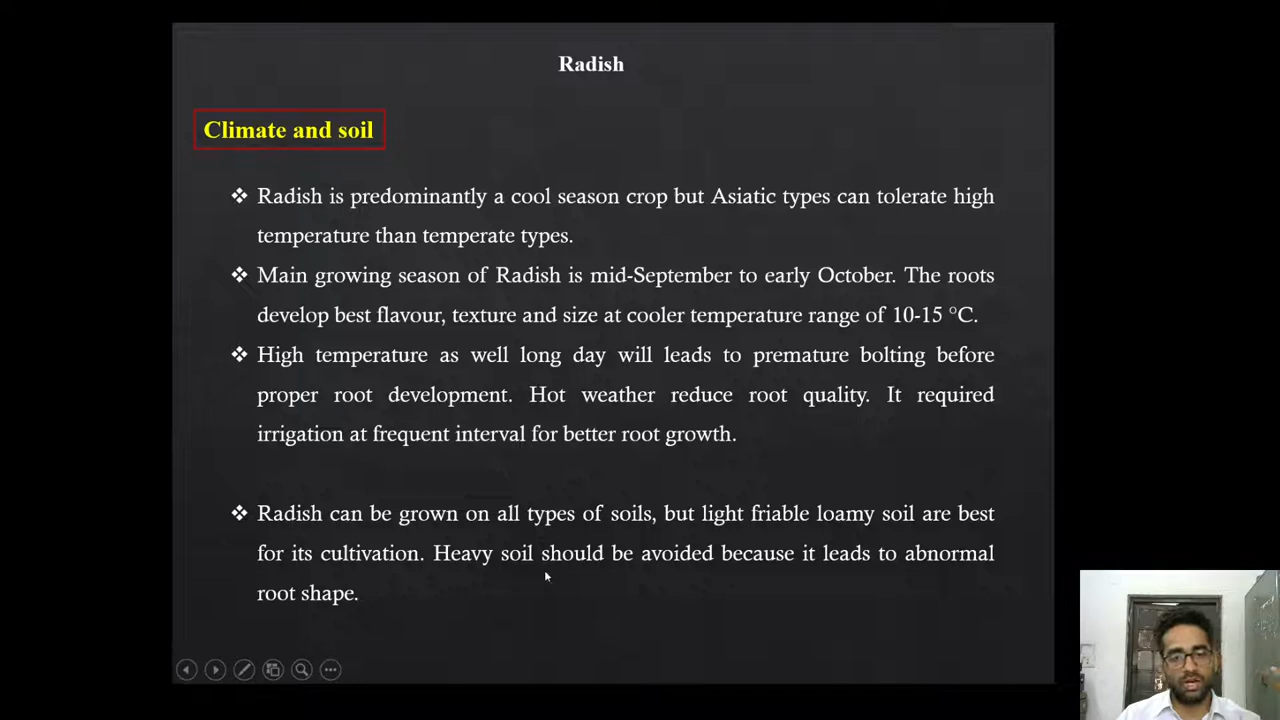 Radish
Climate and soil
❖ Radish is predominantly a cool season crop but Asiatic types can tolerate high
temperature than temperate types.
❖ Main growing season of Radish is mid-September to early October. The roots
develop best flavour, texture and size at cooler temperature range of 10-15 °C.
❖ High temperature as well long day will leads to premature bolting before
proper root development. Hot weather reduce root quality. It required
irrigation at frequent interval for better root growth.
❖ Radish can be grown on all types of soils, but light friable loamy soil are best
for its cultivation. Heavy soil should be avoided because it leads to abnormal
root shape.